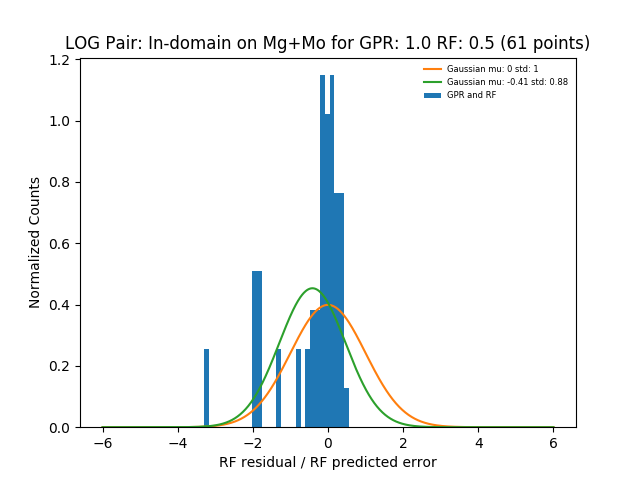 LOG Pair: In-domain on Mg+Mo for GPR: 1.0 RF: 0.5 (61 points)
Gaussian mu: 0 std: 1
Gaussian mu: -0.41 std: 0.88
GPR and RF
Normalized Counts
1.2
1.0
0.8
0.6
0.4
0.2
0.0
−6 −4 −2 0 2 4 6
RF residual / RF predicted error